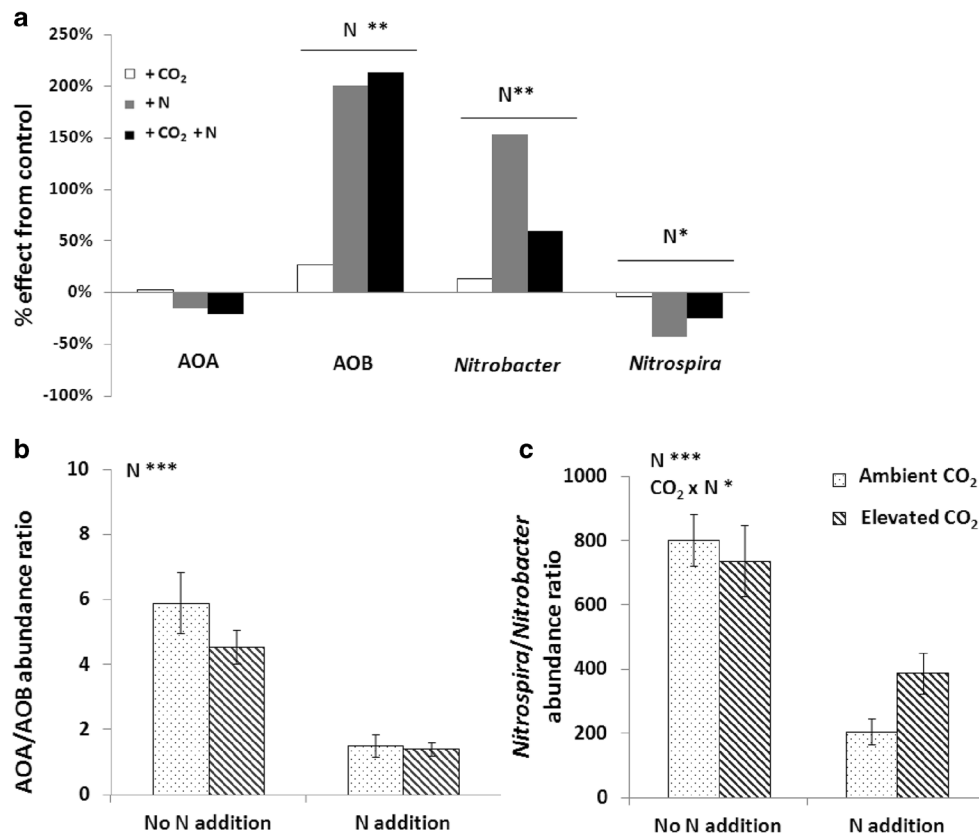 a
% effect from control
250%
200%
150%
100%
50%
0%
-50%
-100%
+ CO₂
+ N
+ CO₂ + N
N **
N**
N*
AOA
AOB
Nitrobacter
Nitrospira
b
AOA/AOB abundance ratio
10
8
6
4
2
0
N ***
No N addition
N addition
c
Nitrospira/Nitrobacter
abundance ratio
1000
800
600
400
200
0
N ***
CO₂ x N *
Ambient CO₂
Elevated CO₂
No N addition
N addition